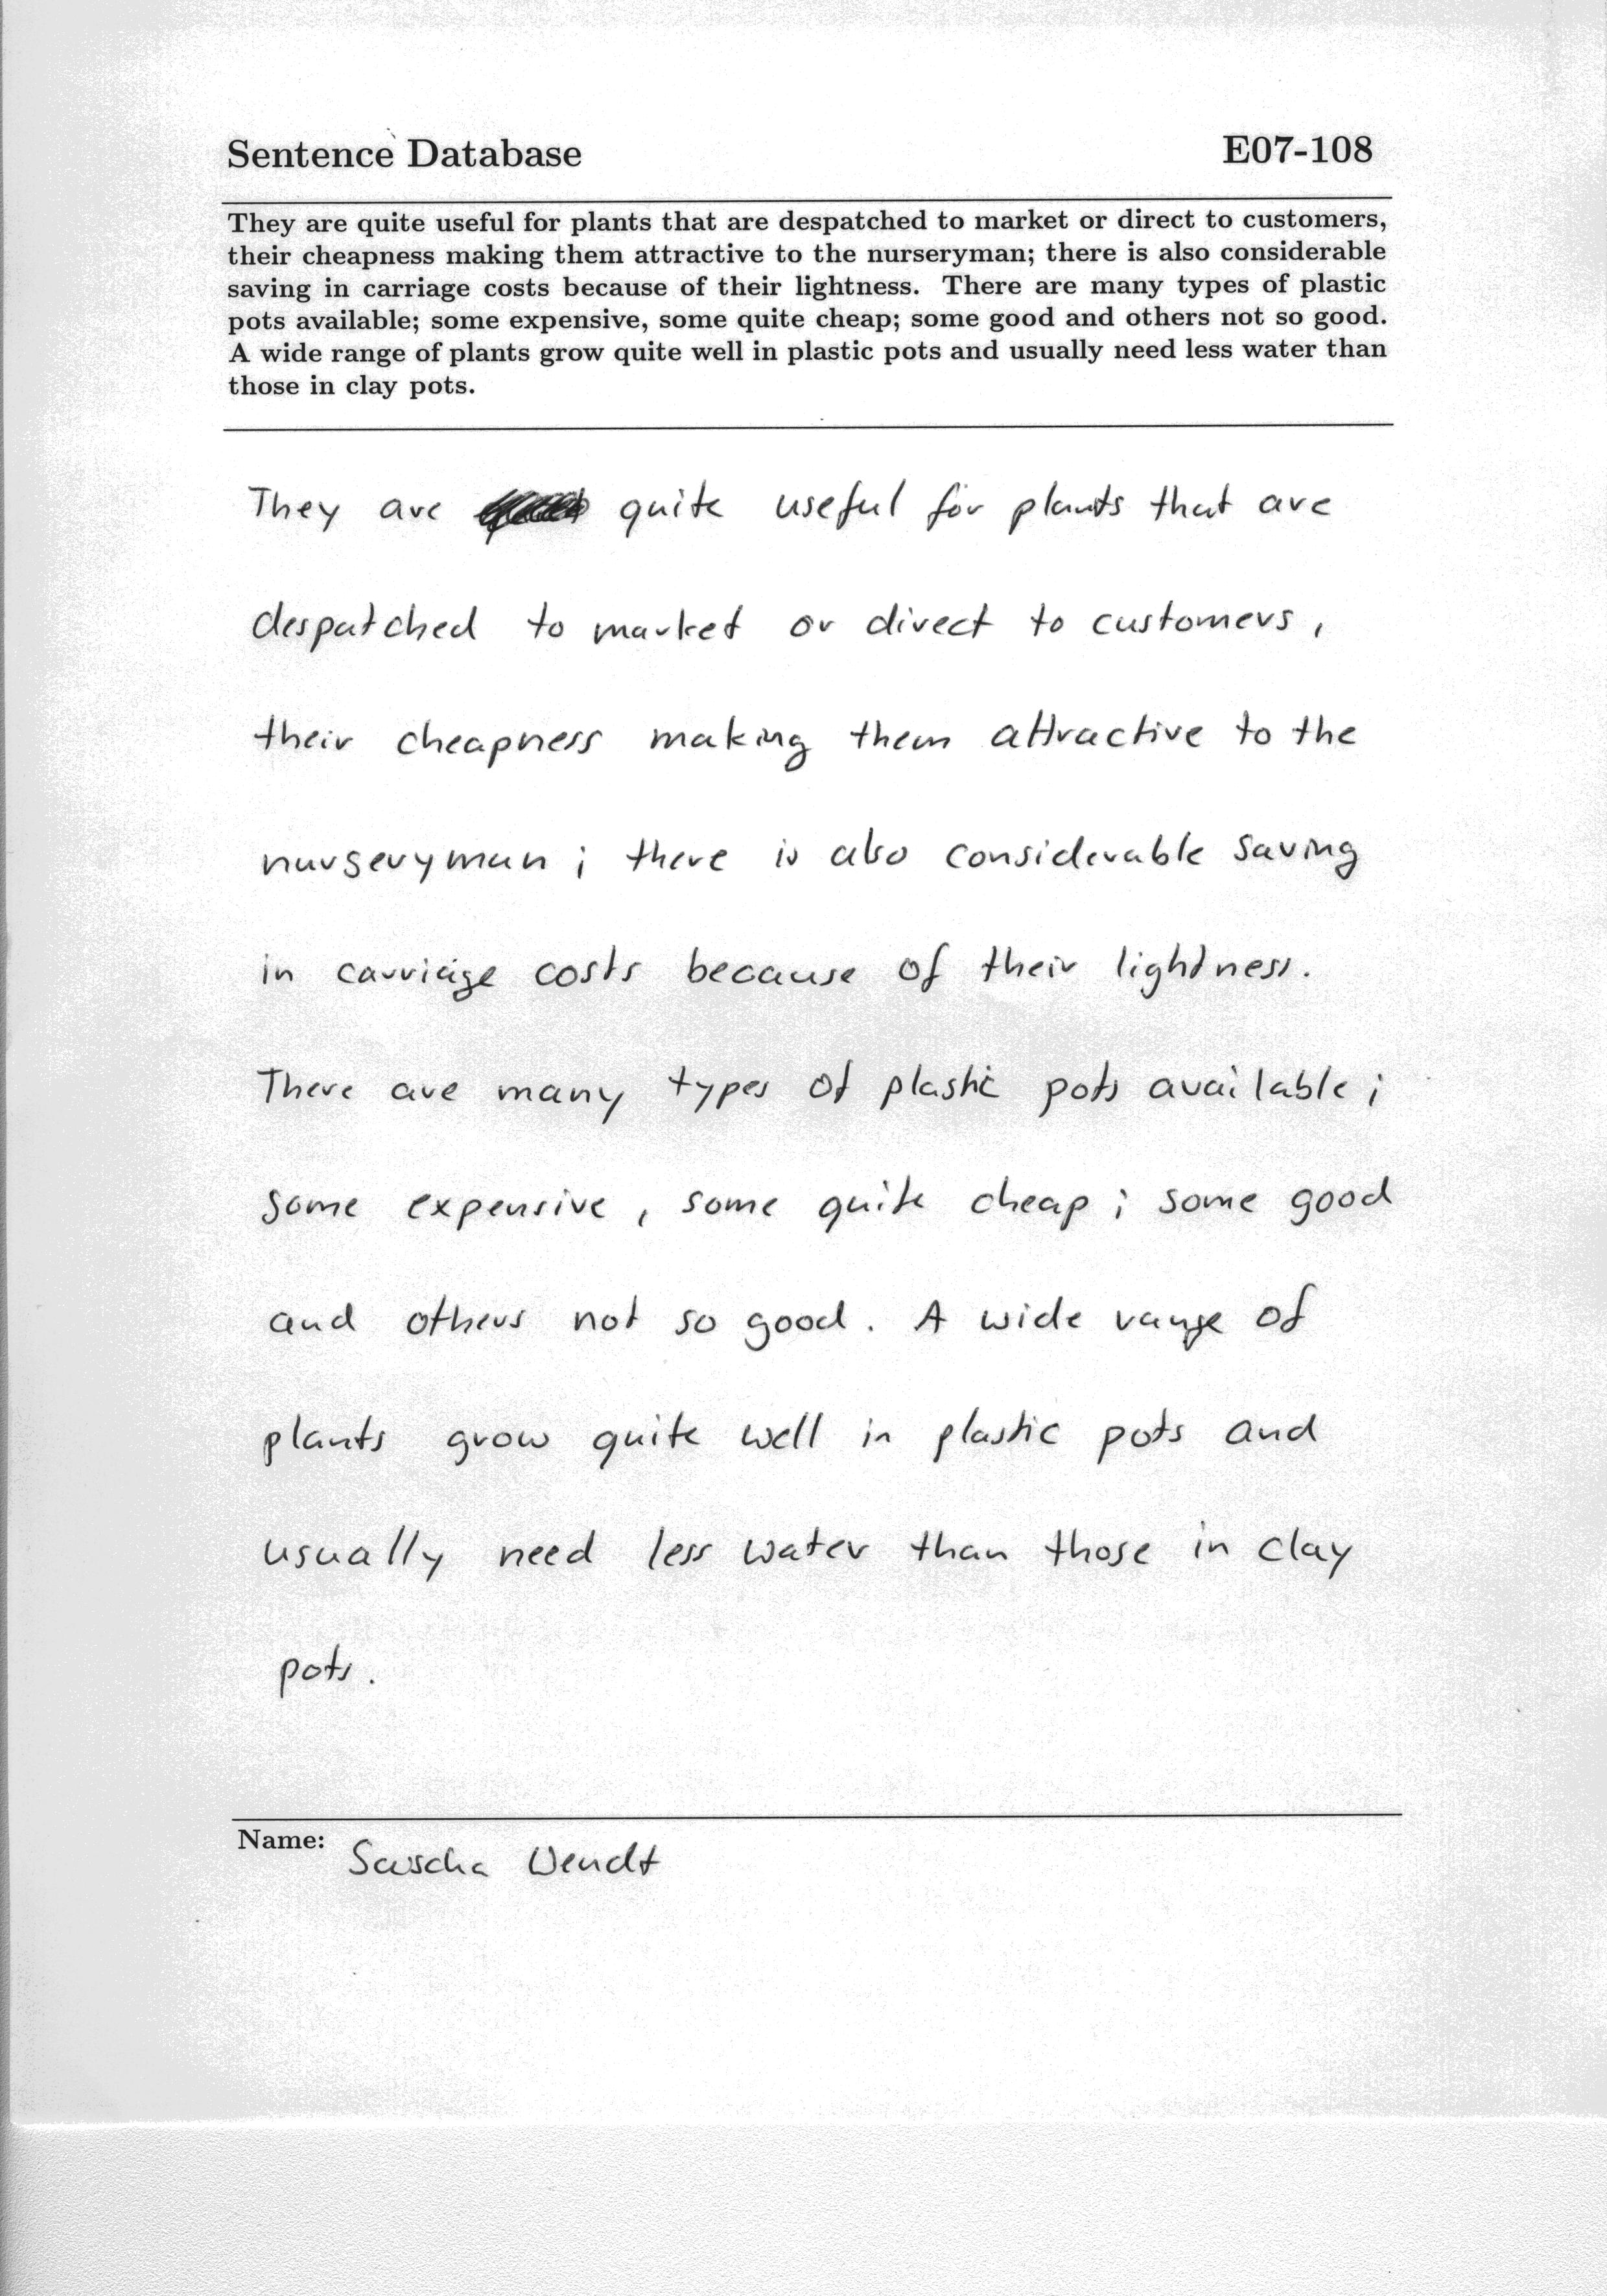 Sentence Database E07-108
They are quite useful for plants that are despatched to market or direct to customers,
their cheapness making them attractive to the nurseryman; there is also considerable
saving in carriage costs because of their lightness. There are many types of plastic
pots available; some expensive, some quite cheap; some good and others not so good.
A wide range of plants grow quite well in plastic pots and usually need less water than
those in clay pots.
They are quite useful for plants that are
despatched to market or direct to customers,
their cheapness making them attractive to the
nurseryman; there is also considerable saving
in carriage costs because of their lightness.
There are many types of plastic pots available;
some expensive, some quite cheap; some good
and others not so good. A wide range of
plants grow quite well in plastic pots and
usually need less water than those in clay
pots.
Name: Sascha Wendt